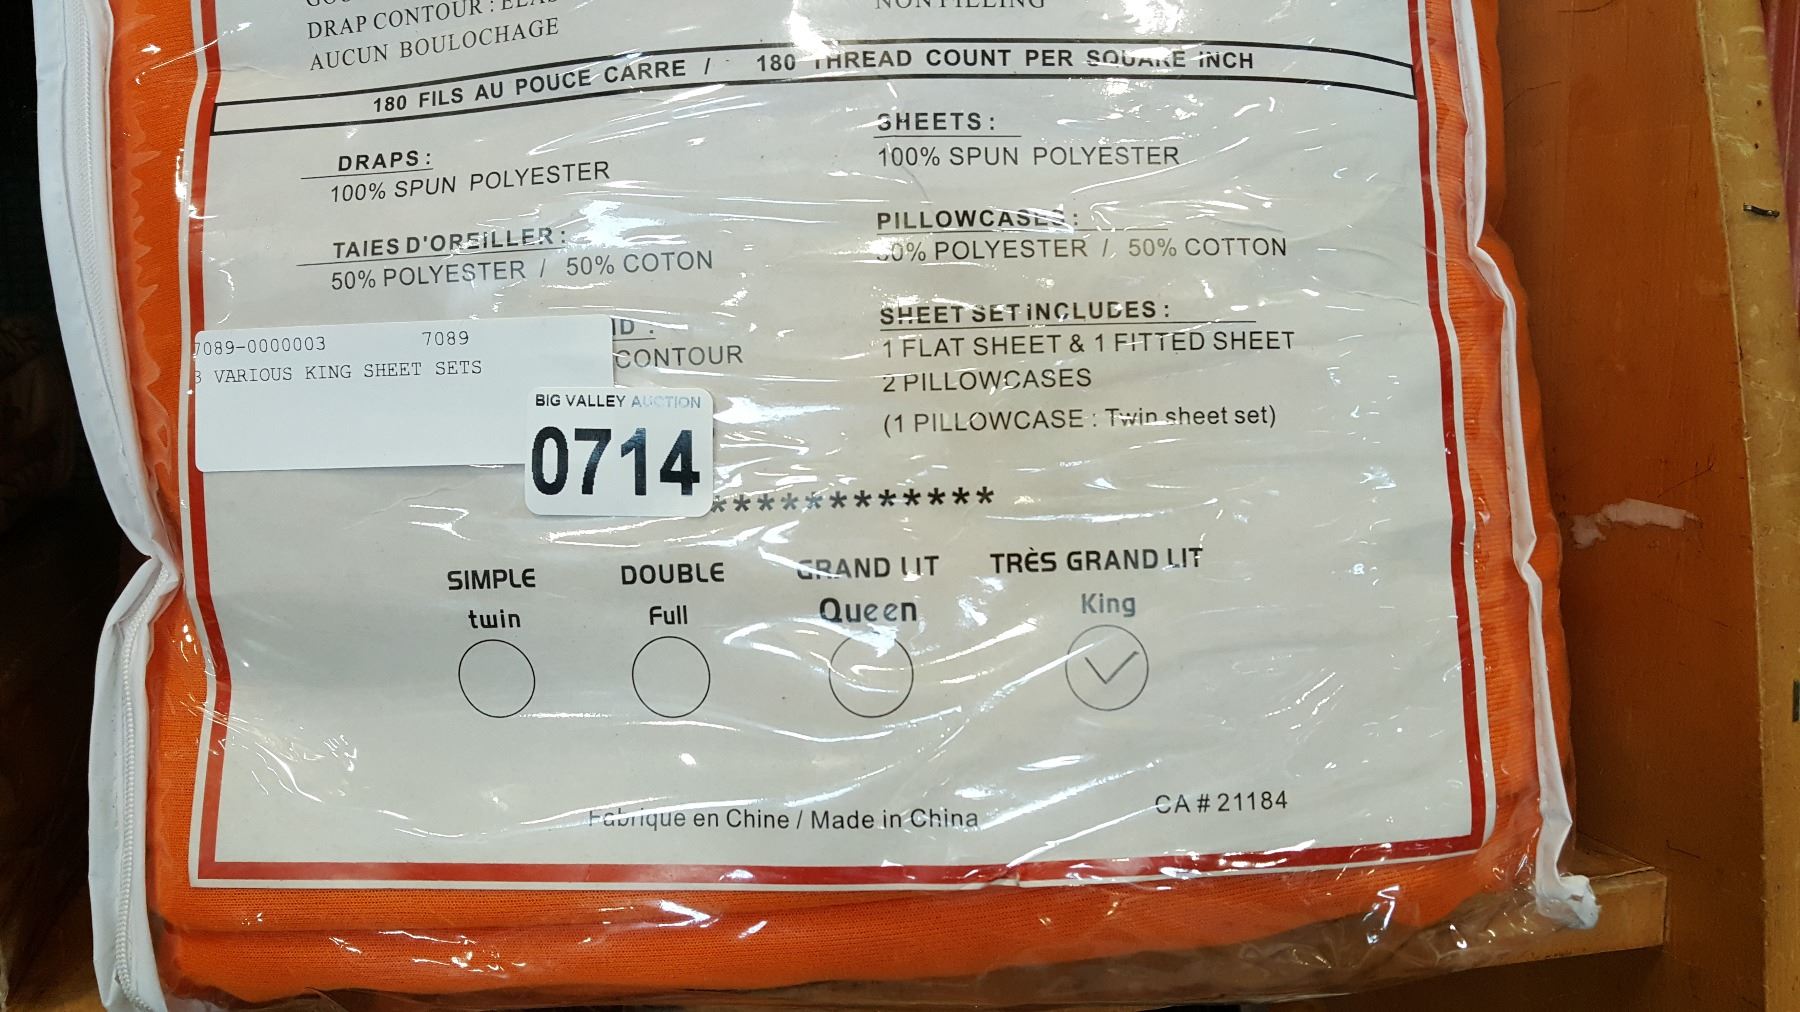 DRAP CONTOUR :
AUCUN BOULOCHAGE
180 FILS AU POUCE CARRE / 180 THREAD COUNT PER SQUARE INCH
DRAPS :
100% SPUN POLYESTER
TAIES D'OREILLER :
50% POLYESTER / 50% COTON
CONTOUR
SHEETS :
100% SPUN POLYESTER
PILLOWCASES :
50% POLYESTER / 50% COTTON
SHEET SET iNCLUDES :
1 FLAT SHEET & 1 FITTED SHEET
2 PILLOWCASES
(1 PILLOWCASE : Twin sheet set)
7089-0000003 7089
3 VARIOUS KING SHEET SETS
BIG VALLEY AUCTION
0714
************
SIMPLE DOUBLE GRAND LIT TRÈS GRAND LIT
twin Full Queen King
Fabrique en Chine / Made in China
CA # 21184